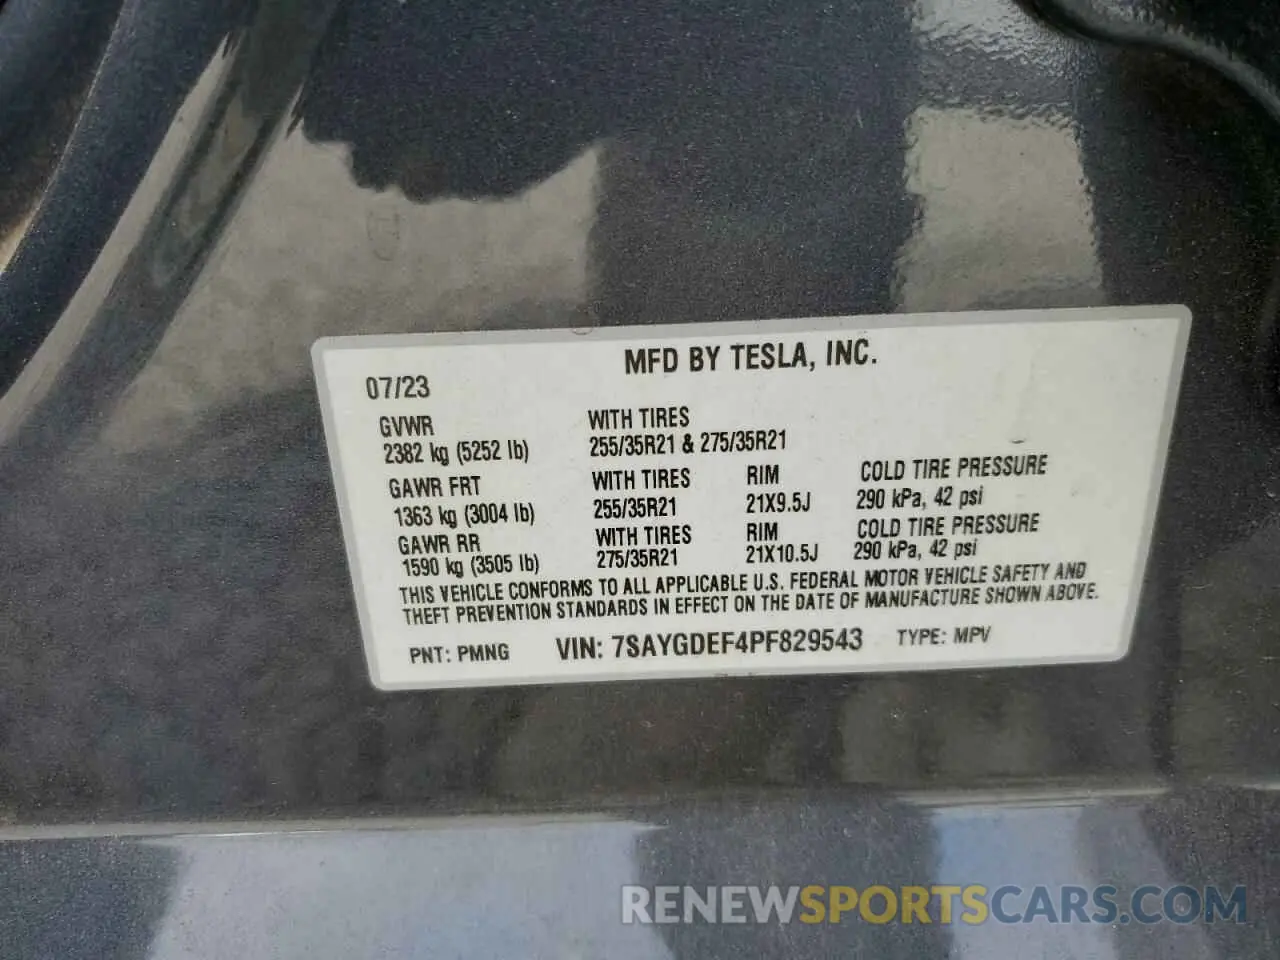 MFD BY TESLA, INC.
07/23
GVWR WITH TIRES
2382 kg (5252 lb) 255/35R21 & 275/35R21
GAWR FRT WITH TIRES RIM COLD TIRE PRESSURE
1363 kg (3004 lb) 255/35R21 21X9.5J 290 kPa, 42 psi
GAWR RR WITH TIRES RIM COLD TIRE PRESSURE
1590 kg (3505 lb) 275/35R21 21X10.5J 290 kPa, 42 psi
THIS VEHICLE CONFORMS TO ALL APPLICABLE U.S. FEDERAL MOTOR VEHICLE SAFETY AND
THEFT PREVENTION STANDARDS IN EFFECT ON THE DATE OF MANUFACTURE SHOWN ABOVE.
PNT: PMNG VIN: 7SAYGDEF4PF829543 TYPE: MPV
RENEWSPORTSCARS.COM